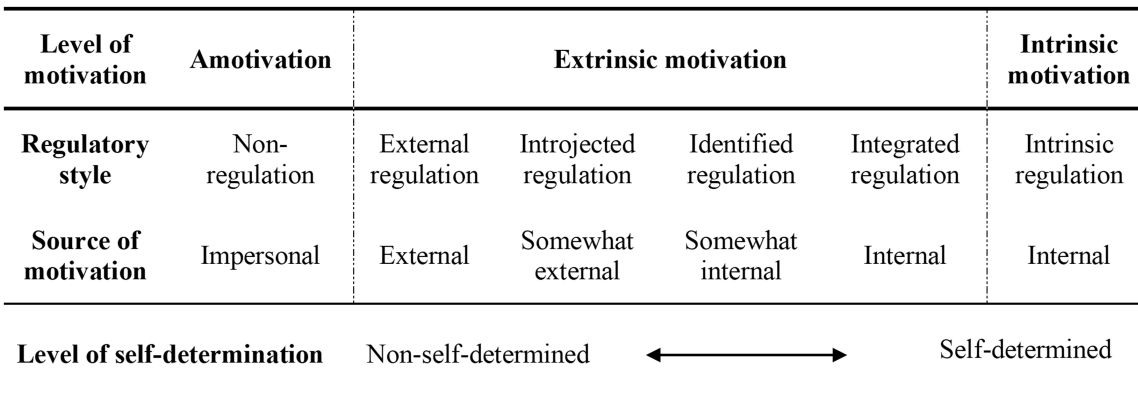 Level of motivation Amotivation Extrinsic motivation Intrinsic motivation
Regulatory style Non-regulation External regulation Introjected regulation Identified regulation Integrated regulation Intrinsic regulation
Source of motivation Impersonal External Somewhat external Somewhat internal Internal Internal
Level of self-determination Non-self-determined Self-determined